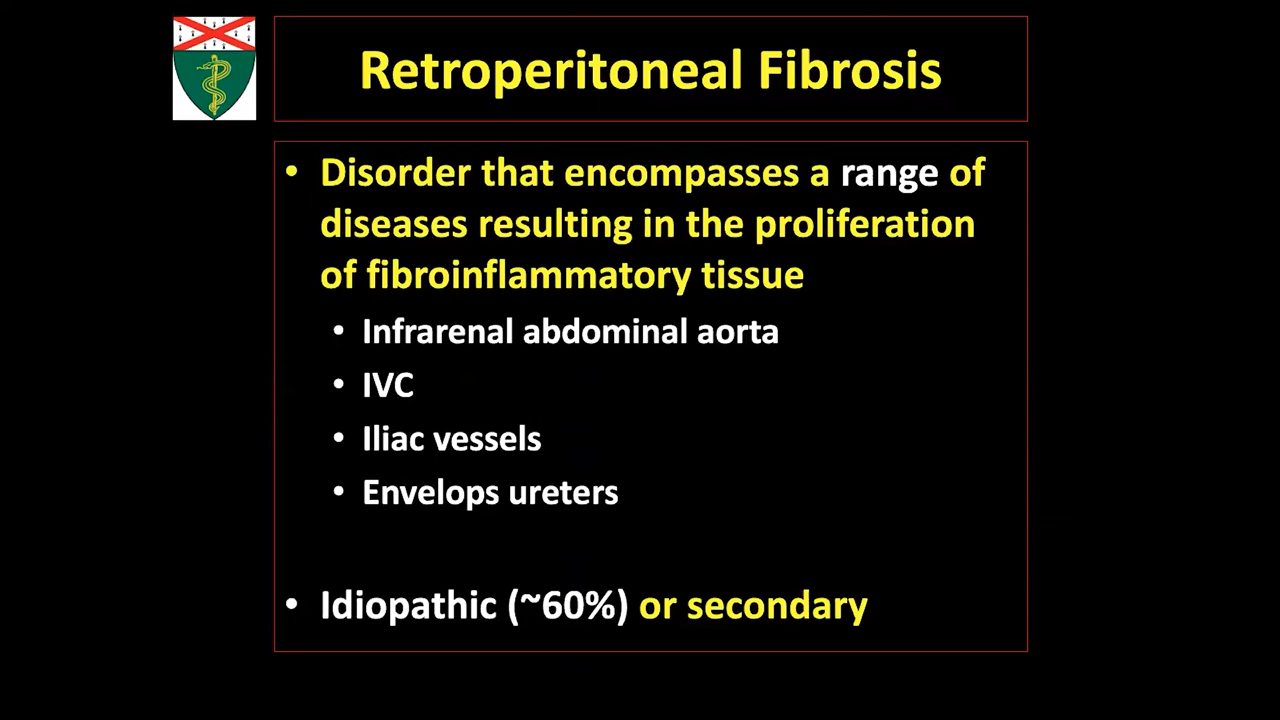 Retroperitoneal Fibrosis
• Disorder that encompasses a range of
diseases resulting in the proliferation
of fibroinflammatory tissue
• Infrarenal abdominal aorta
• IVC
• Iliac vessels
• Envelops ureters
• Idiopathic (~60%) or secondary